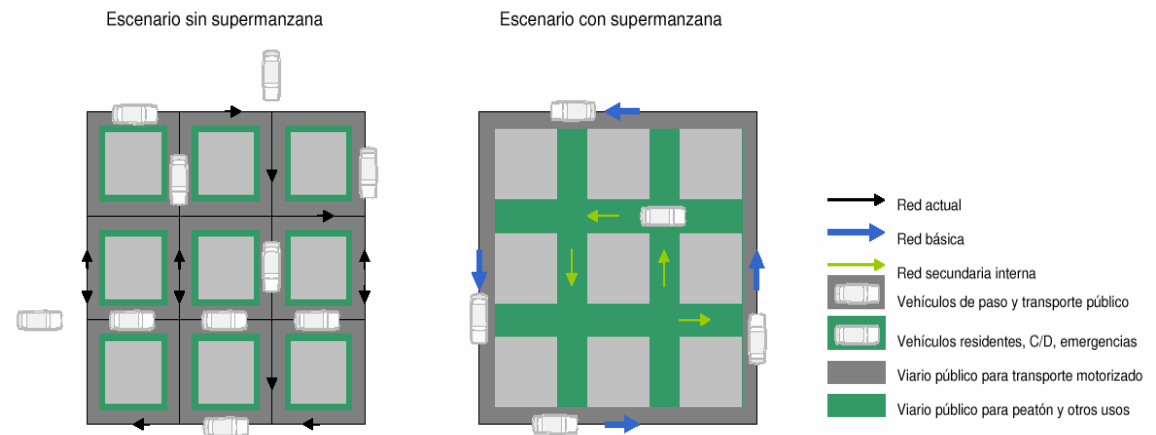 Escenario sin supermanzana
Escenario con supermanzana
Red actual
Red básica
Red secundaria interna
Vehículos de paso y transporte público
Vehículos residentes, C/D, emergencias
Viario público para transporte motorizado
Viario público para peatón y otros usos